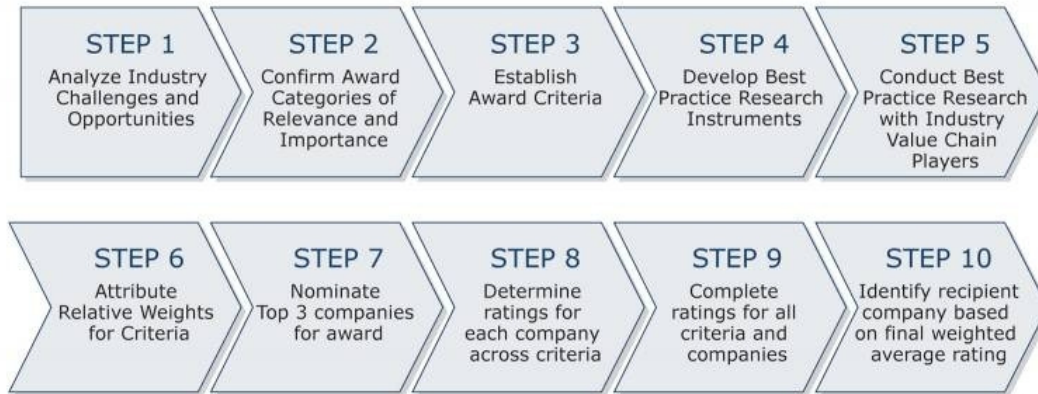 STEP 1
Analyze Industry
Challenges and
Opportunities
STEP 2
Confirm Award
Categories of
Relevance and
Importance
STEP 3
Establish
Award Criteria
STEP 4
Develop Best
Practice Research
Instruments
STEP 5
Conduct Best
Practice Research
with Industry
Value Chain
Players
STEP 6
Attribute
Relative Weights
for Criteria
STEP 7
Nominate
Top 3 companies
for award
STEP 8
Determine
ratings for
each company
across criteria
STEP 9
Complete
ratings for all
criteria and
companies
STEP 10
Identify recipient
company based
on final weighted
average rating